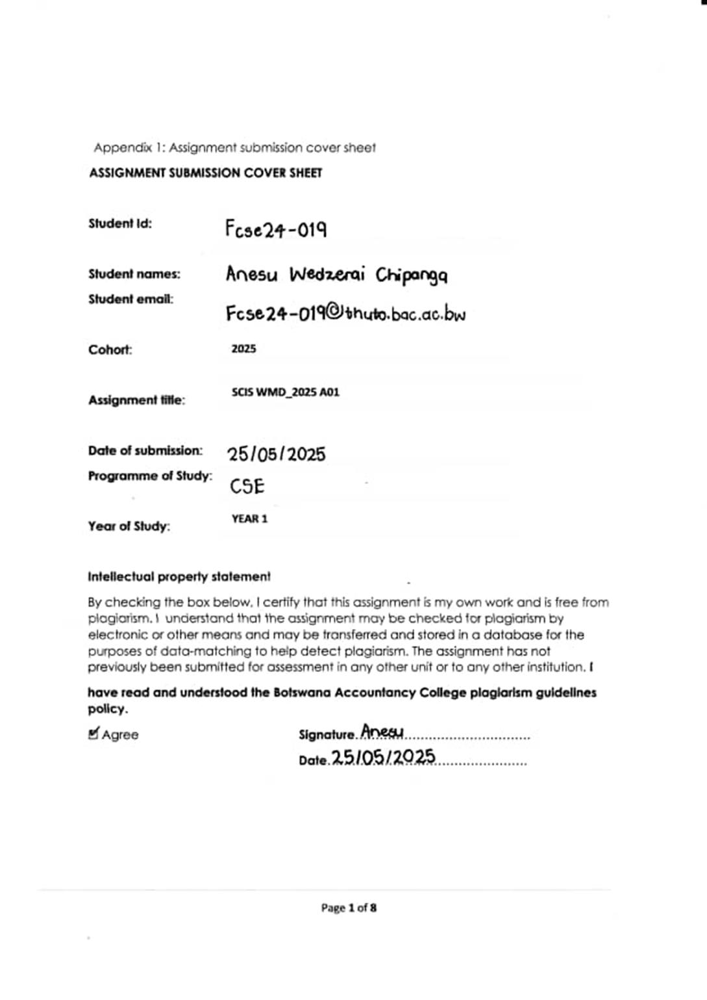 Appendix 1: Assignment submission cover sheet
ASSIGNMENT SUBMISSION COVER SHEET
Student Id: Fcse24-019
Student names: Anesu Wedzerai Chipanga
Student email: Fcse24-019@thuto.bac.ac.bw
Cohort: 2025
Assignment title: SCIS WMD_2025 A01
Date of submission: 25/05/2025
Programme of Study: CSE
Year of Study: YEAR 1
Intellectual property statement
By checking the box below, I certify that this assignment is my own work and is free from
plagiarism. I understand that the assignment may be checked for plagiarism by
electronic or other means and may be transferred and stored in a database for the
purposes of data-matching to help detect plagiarism. The assignment has not
previously been submitted for assessment in any other unit or to any other institution. I
have read and understood the Botswana Accountancy College plagiarism guidelines
policy.
☑ Agree Signature. Anesu
Date. 25/05/2025
Page 1 of 8